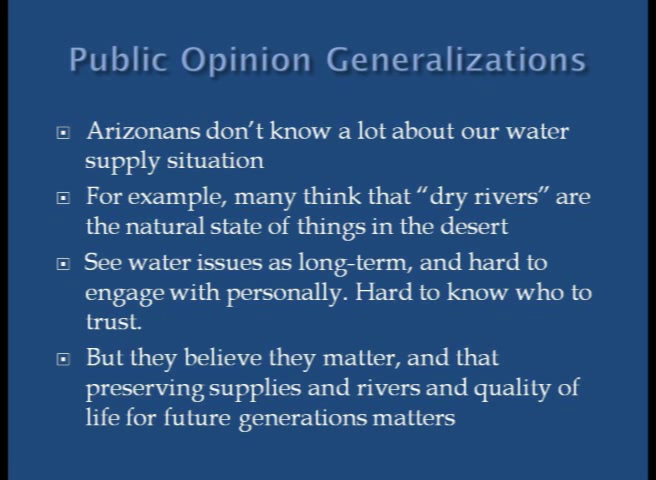 Public Opinion Generalizations
Arizonans don't know a lot about our water
supply situation
For example, many think that "dry rivers" are
the natural state of things in the desert
See water issues as long-term, and hard to
engage with personally. Hard to know who to
trust.
But they believe they matter, and that
preserving supplies and rivers and quality of
life for future generations matters